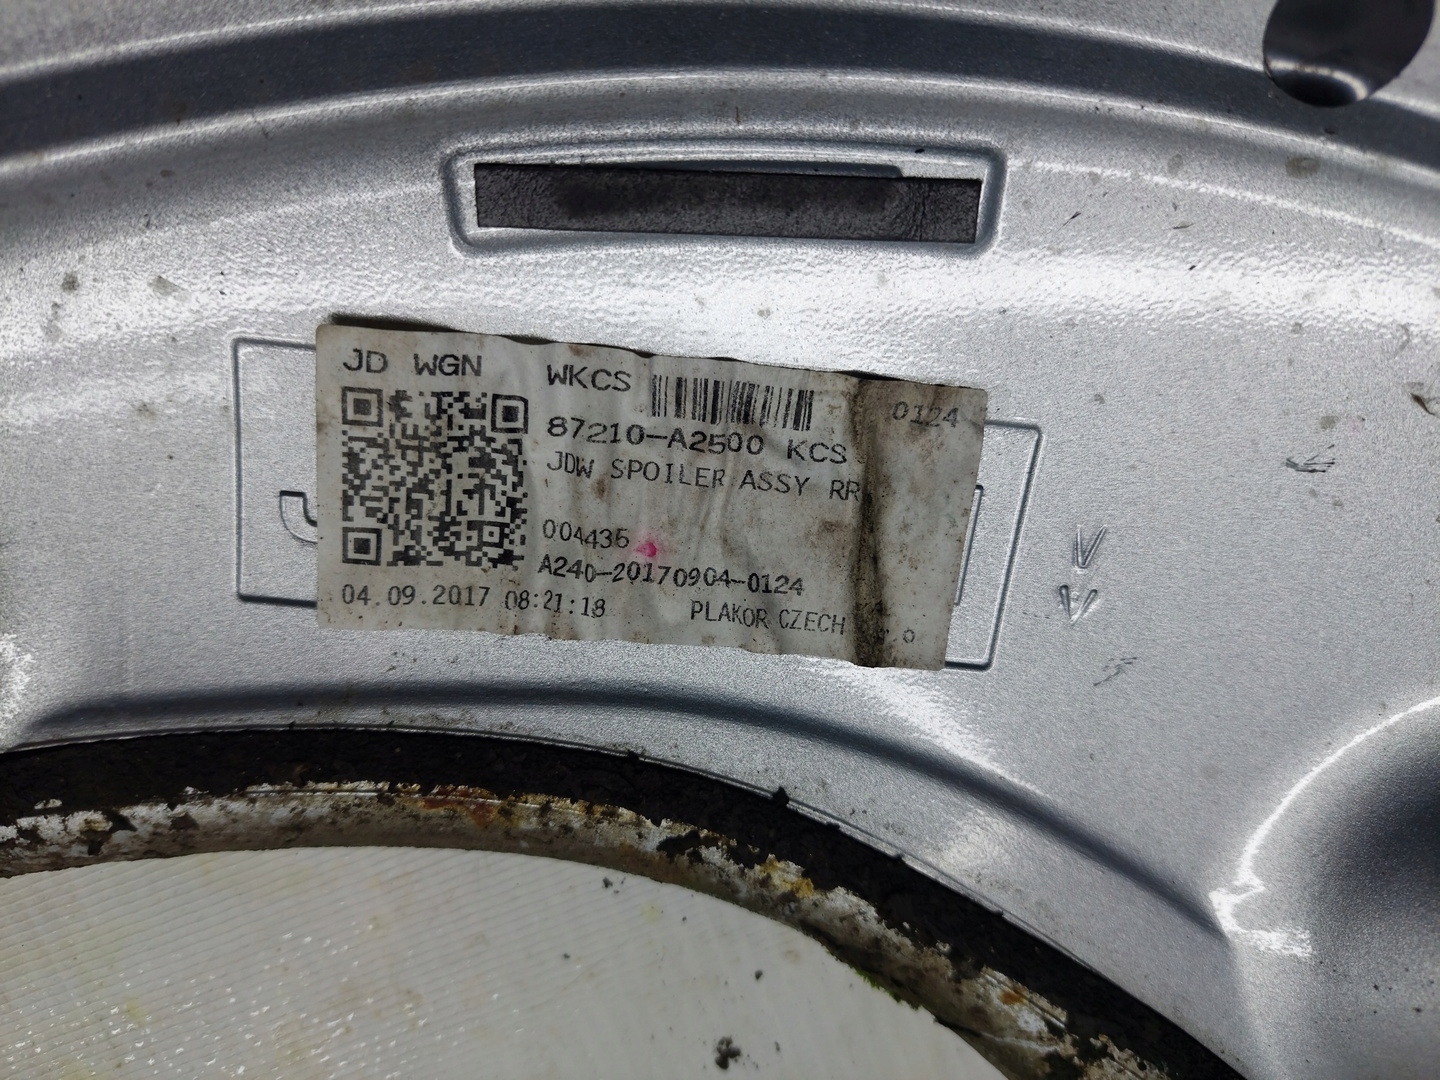 JD WGN WKCS 0124
87210-A2500 KCS
JDW SPOILER ASSY RR
004435
A240-20170904-0124
04.09.2017 08:21:18 PLAKOR CZECH